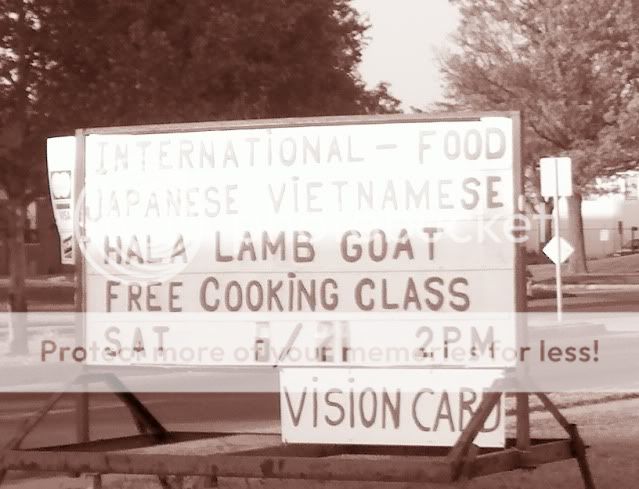 INTERNATIONAL - FOOD
JAPANESE VIETNAMESE
HALA LAMB GOAT
FREE COOKING CLASS
SAT 2PM
Protect more of your memories for less!
VISION CARD